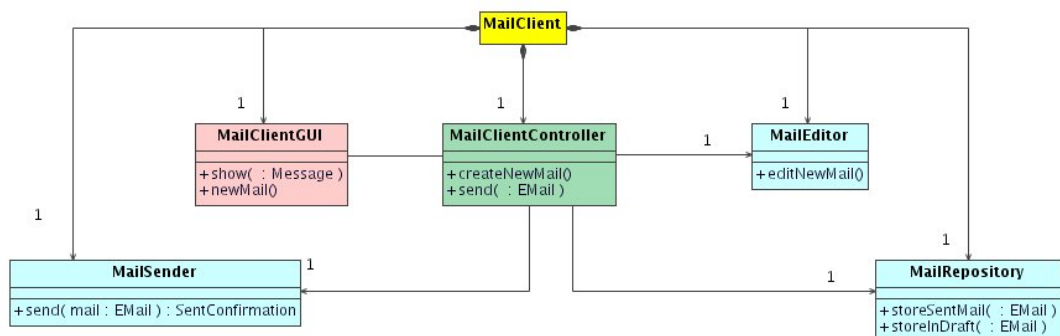 MailClient
1
1
1
1
MailClientGUI
+show( : Message )
+newMail()
MailClientController
+createNewMail()
+send( : EMail )
1
MailEditor
+editNewMail()
1
1
MailSender
+send( mail : EMail ) : SentConfirmation
1
1
MailRepository
+storeSentMail( : EMail )
+storeInDraft( : EMail )